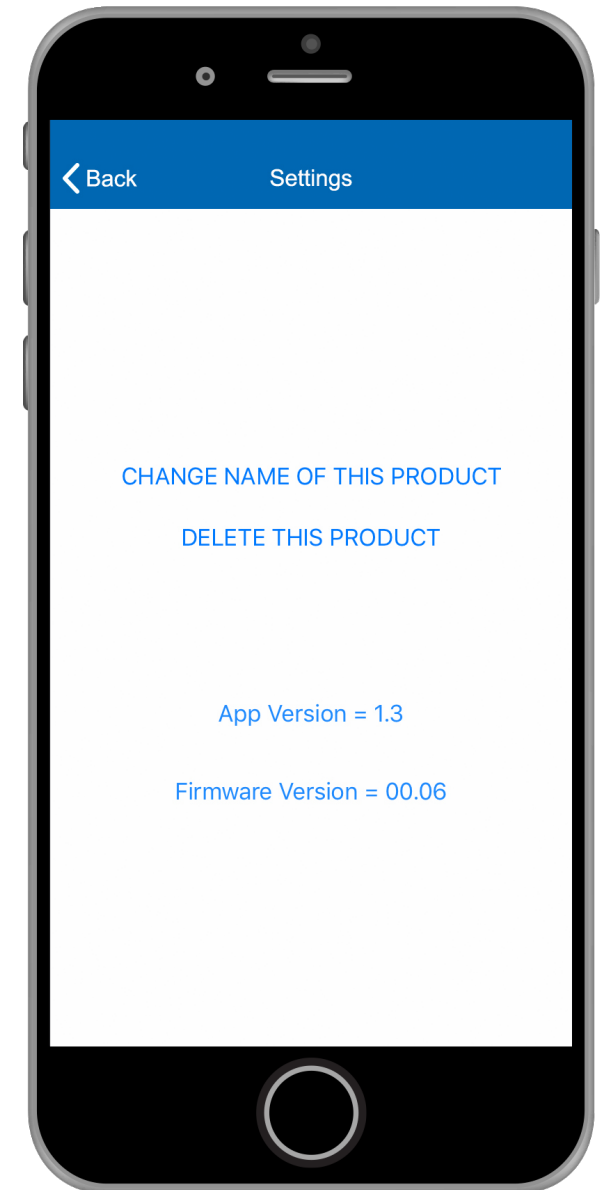 Back
Settings
CHANGE NAME OF THIS PRODUCT
DELETE THIS PRODUCT
App Version = 1.3
Firmware Version = 00.06